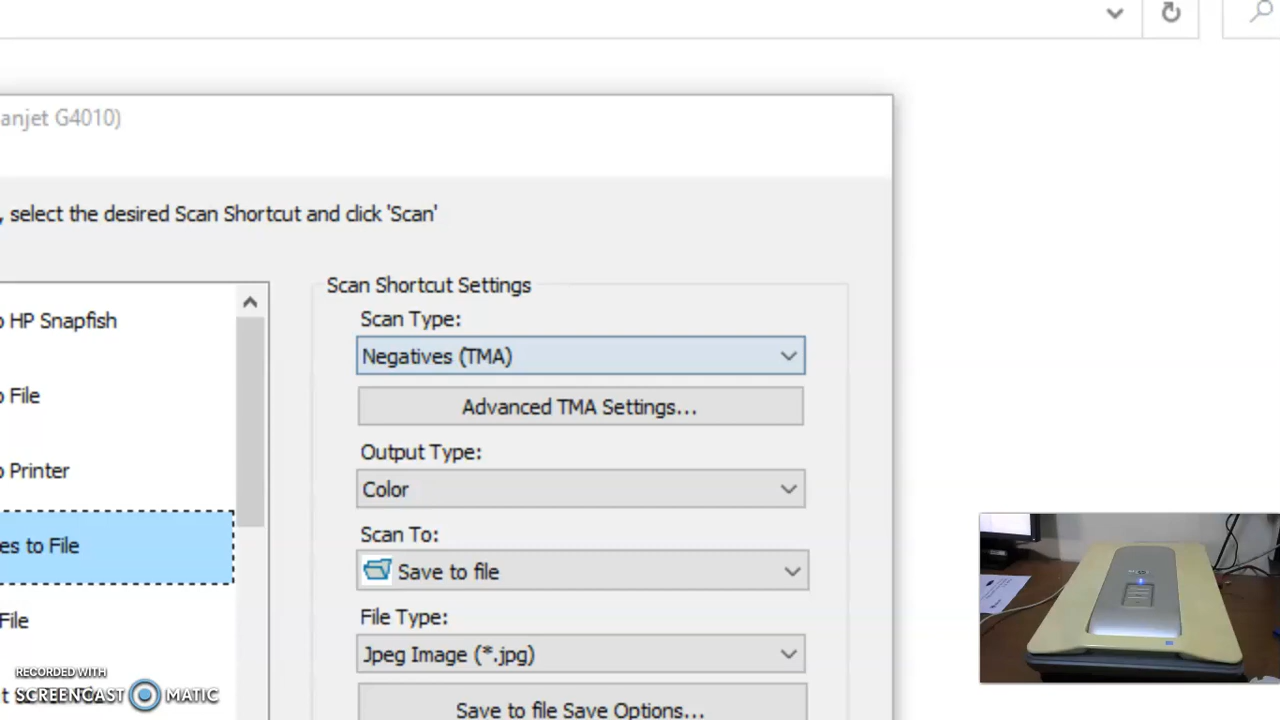 anjet G4010)
, select the desired Scan Shortcut and click 'Scan'
Scan Shortcut Settings
Scan Type:
o HP Snapfish
Negatives (TMA)
o File
Advanced TMA Settings...
Output Type:
o Printer
Color
Scan To:
es to File
Save to file
File Type:
File
Jpeg Image (*.jpg)
RECORDED WITH
SCREENCAST MATIC
Save to file Save Options...